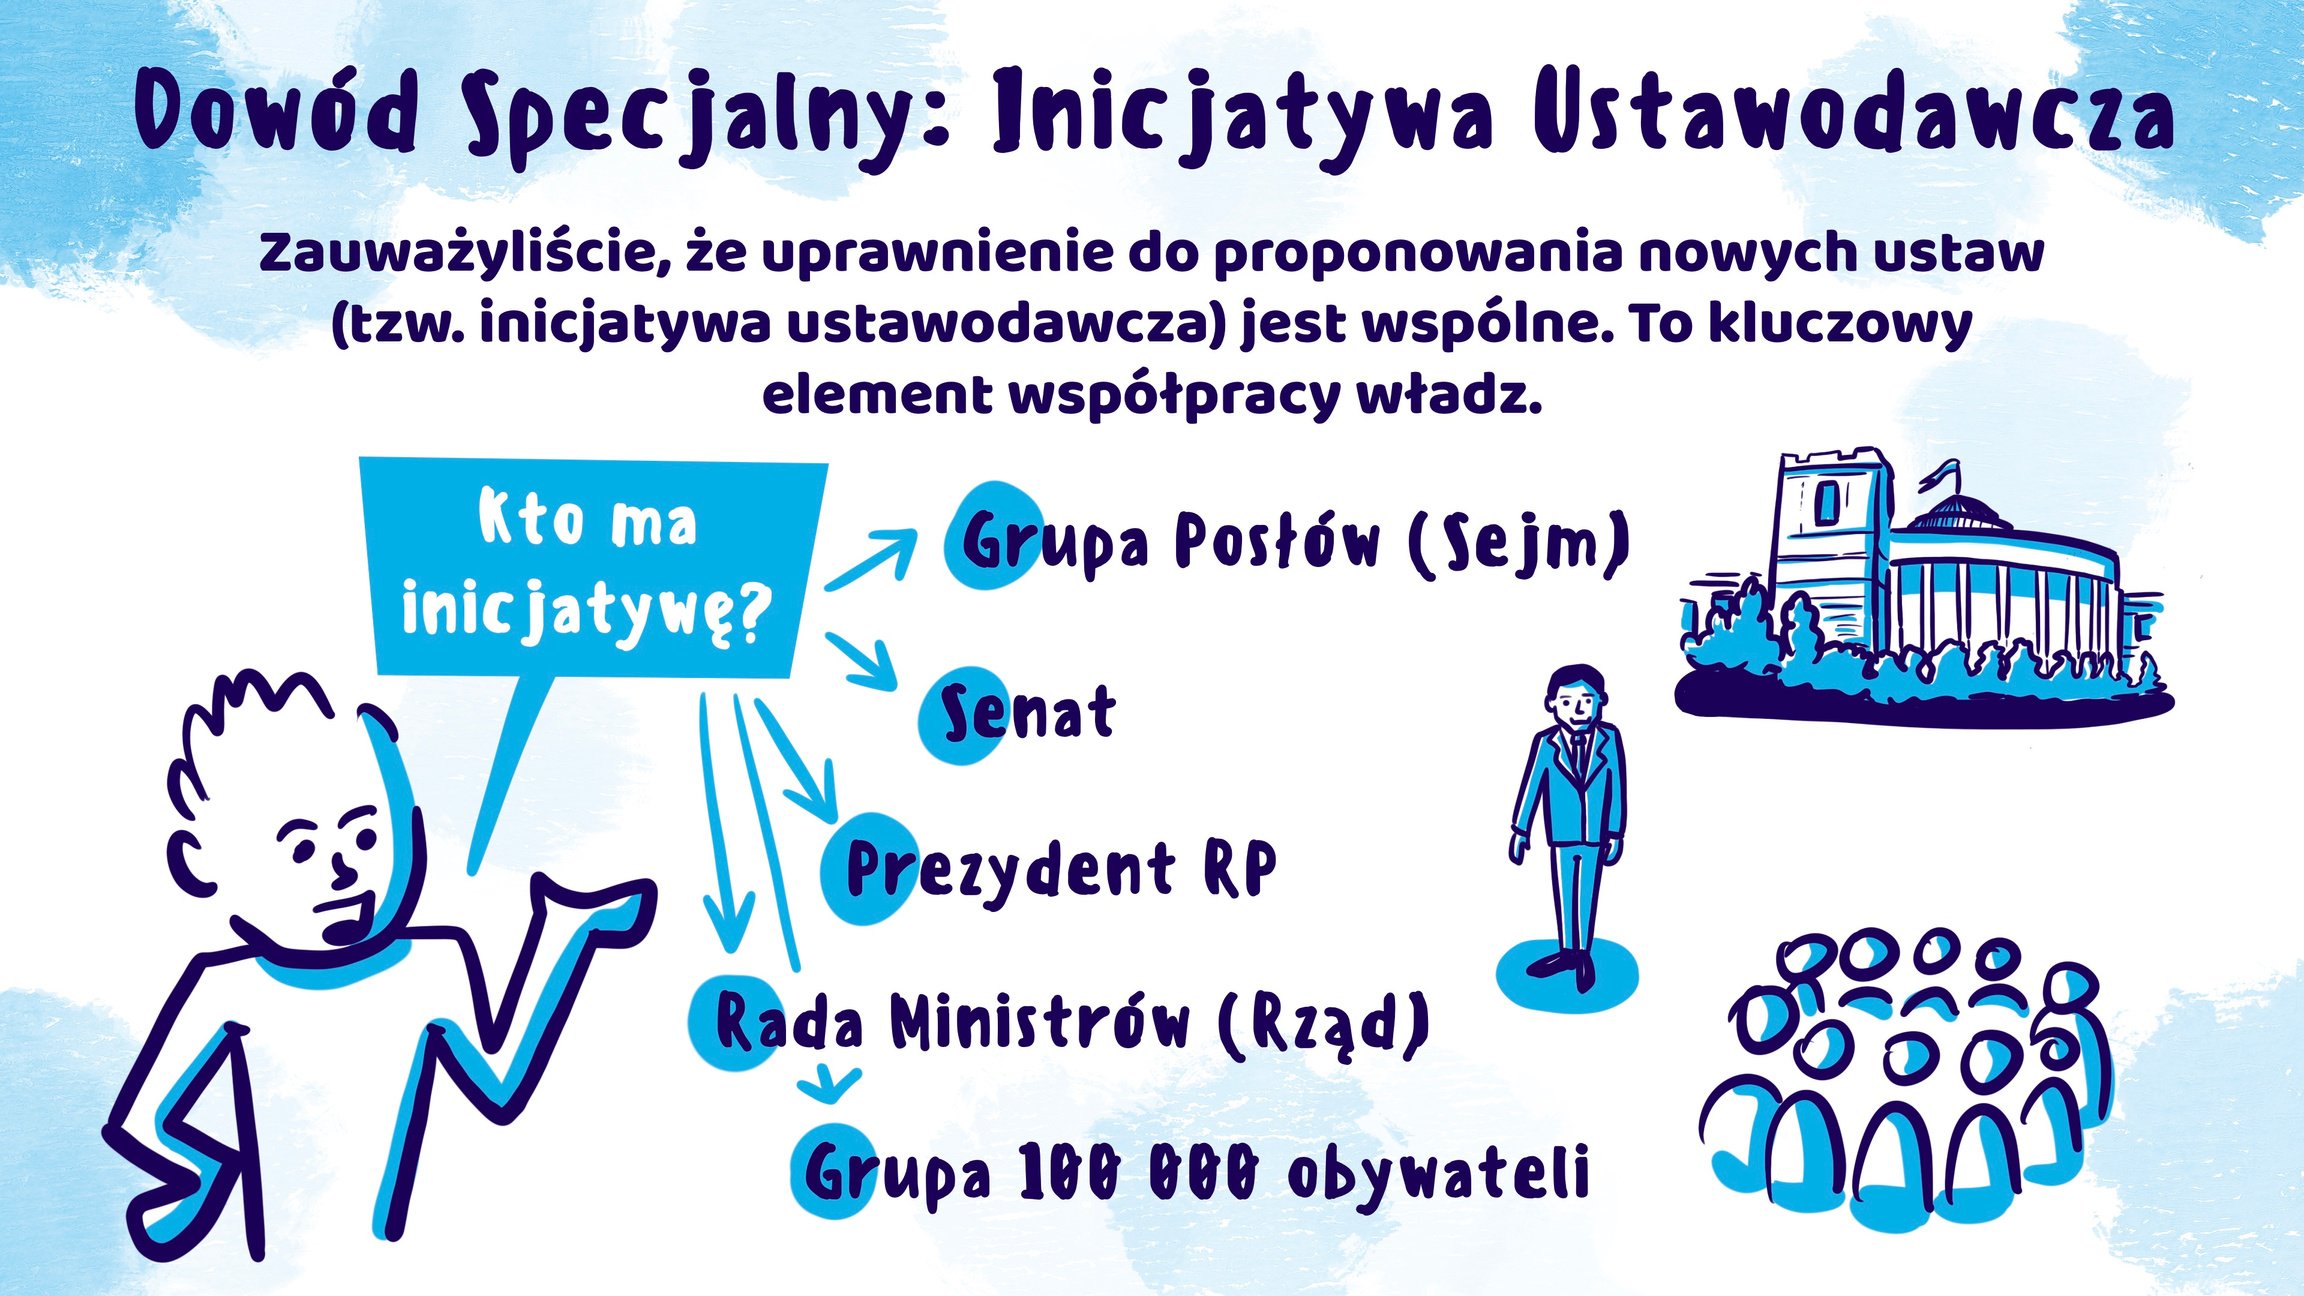 Dowód Specjalny: Inicjatywa Ustawodawcza
Zauważyliście, że uprawnienie do proponowania nowych ustaw
(tzw. inicjatywa ustawodawcza) jest wspólne. To kluczowy
element współpracy władz.
Kto ma
inicjatywę?
Grupa Posłów (Sejm)
Senat
Prezydent RP
Rada Ministrów (Rząd)
Grupa 100 000 obywateli